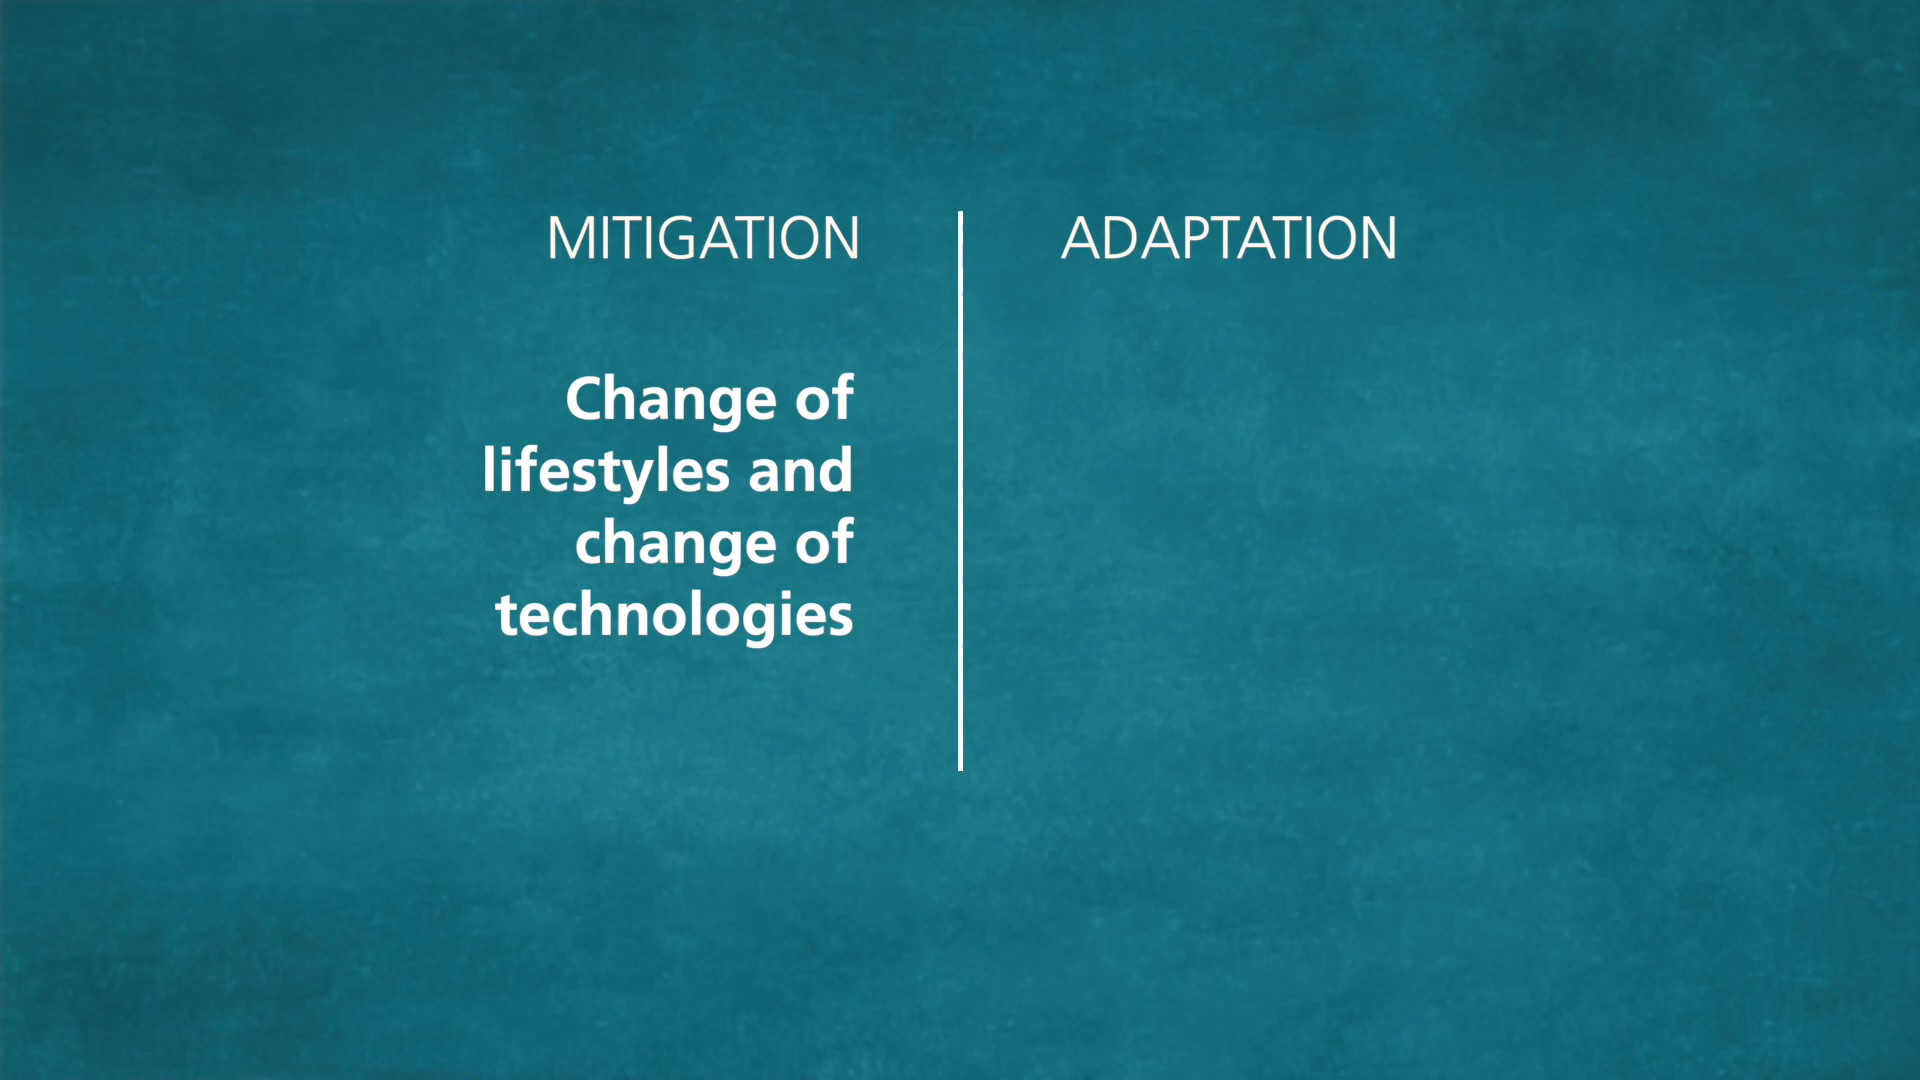 MITIGATION
ADAPTATION
Change of
lifestyles and
change of
technologies